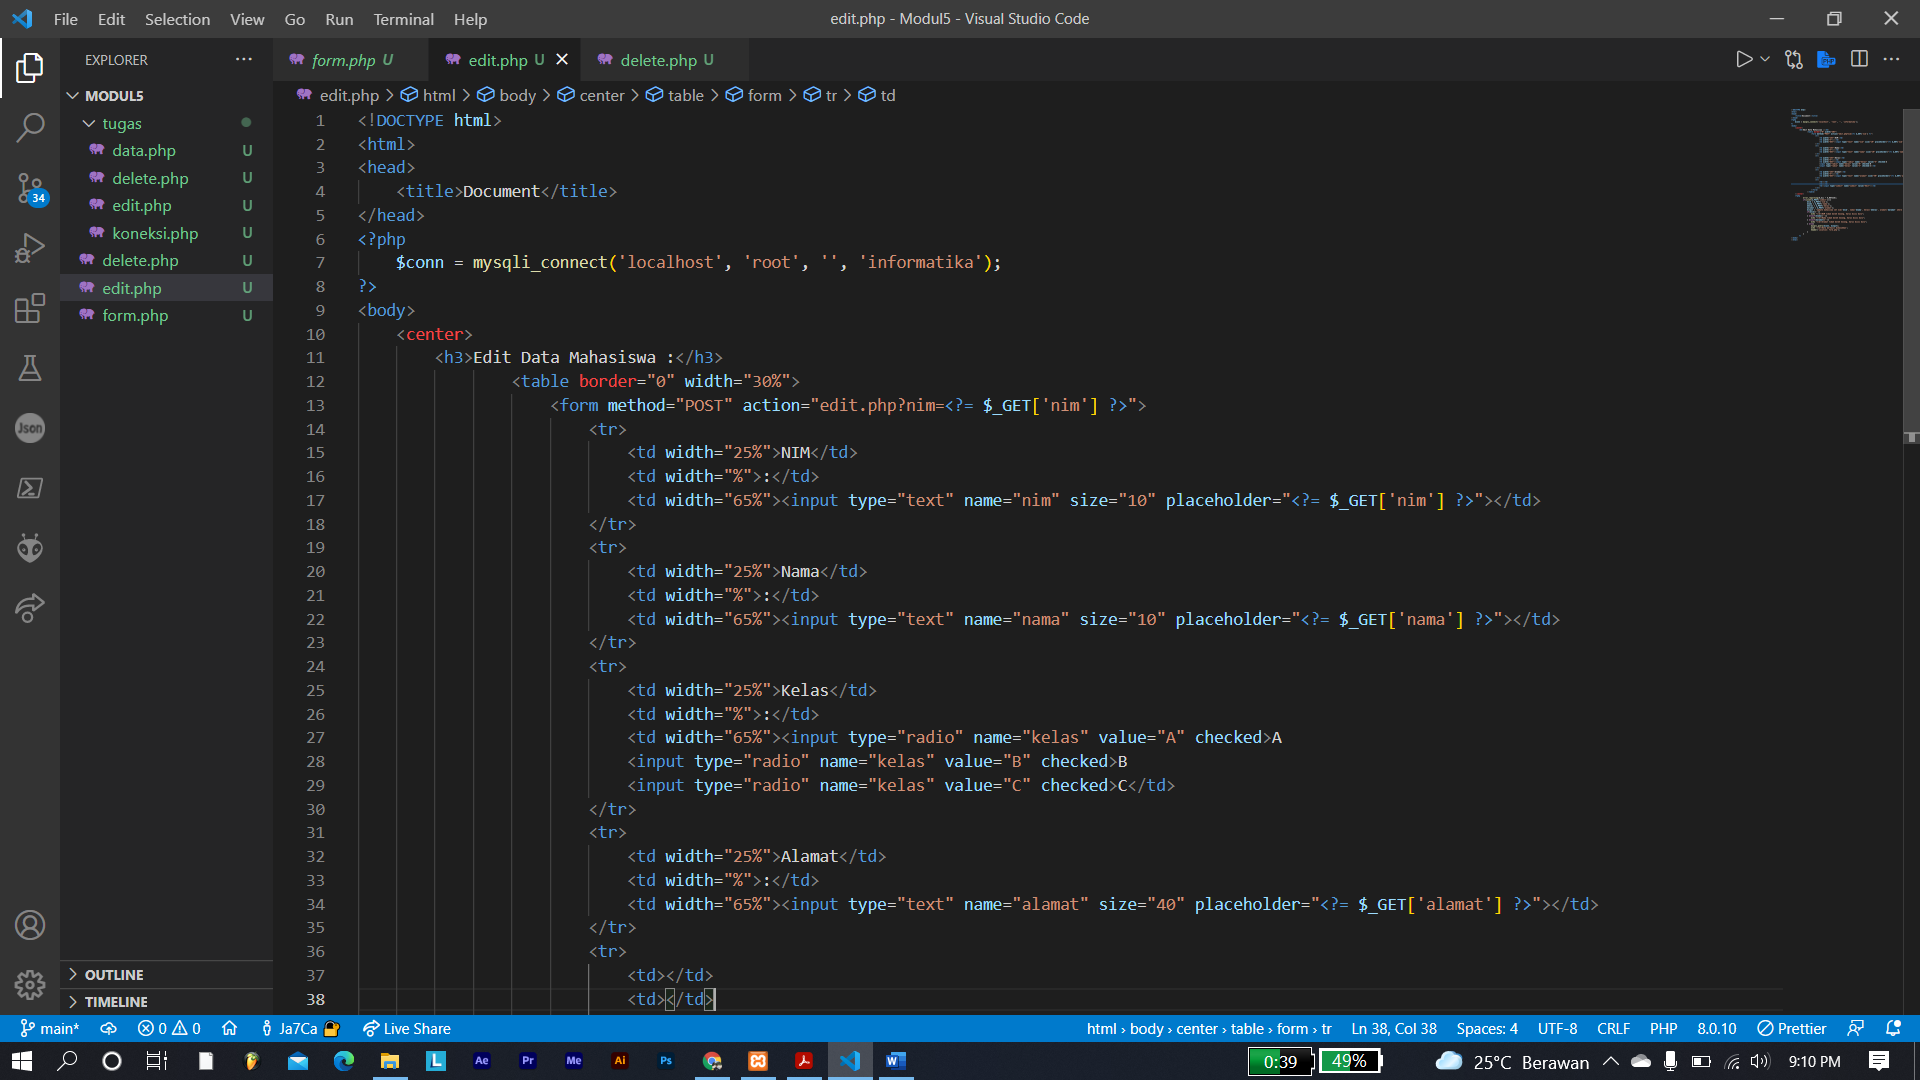 File Edit Selection View Go Run Terminal Help
edit.php - Modul5 - Visual Studio Code
EXPLORER
MODUL5
tugas
data.php U
delete.php U
edit.php U
koneksi.php U
delete.php U
edit.php U
form.php U
OUTLINE
TIMELINE
34
Json
form.php U edit.php U delete.php U
edit.php > html > body > center > table > form > tr > td
1 <!DOCTYPE html>
2 <html>
3 <head>
4 <title>Document</title>
5 </head>
6 <?php
7 $conn = mysqli_connect('localhost', 'root', '', 'informatika');
8 ?>
9 <body>
10 <center>
11 <h3>Edit Data Mahasiswa :</h3>
12 <table border="0" width="30%">
13 <form method="POST" action="edit.php?nim=<?= $_GET['nim'] ?>">
14 <tr>
15 <td width="25%">NIM</td>
16 <td width="%">:</td>
17 <td width="65%"><input type="text" name="nim" size="10" placeholder="<?= $_GET['nim'] ?>"></td>
18 </tr>
19 <tr>
20 <td width="25%">Nama</td>
21 <td width="%">:</td>
22 <td width="65%"><input type="text" name="nama" size="10" placeholder="<?= $_GET['nama'] ?>"></td>
23 </tr>
24 <tr>
25 <td width="25%">Kelas</td>
26 <td width="%">:</td>
27 <td width="65%"><input type="radio" name="kelas" value="A" checked>A
28 <input type="radio" name="kelas" value="B" checked>B
29 <input type="radio" name="kelas" value="C" checked>C</td>
30 </tr>
31 <tr>
32 <td width="25%">Alamat</td>
33 <td width="%">:</td>
34 <td width="65%"><input type="text" name="alamat" size="40" placeholder="<?= $_GET['alamat'] ?>"></td>
35 </tr>
36 <tr>
37 <td></td>
38 <td></td>
main* 0 0 Ja7Ca Live Share html › body › center › table › form › tr Ln 38, Col 38 Spaces: 4 UTF-8 CRLF PHP 8.0.10 Prettier
L Ae Pr Me Ai Ps W 0:39 49% 25°C Berawan 9:10 PM